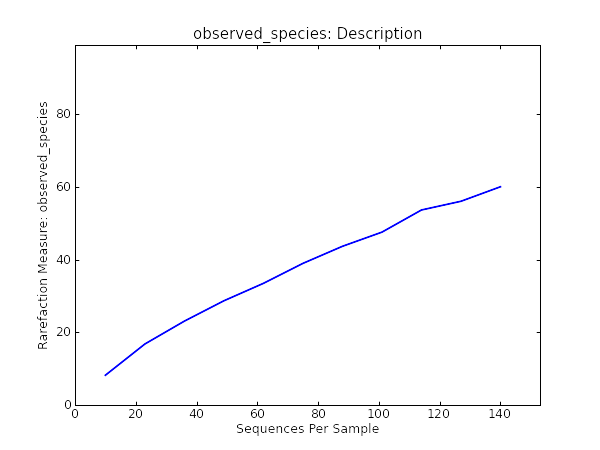 observed_species: Description
Rarefaction Measure: observed_species
80
60
40
20
0
0 20 40 60 80 100 120 140
Sequences Per Sample